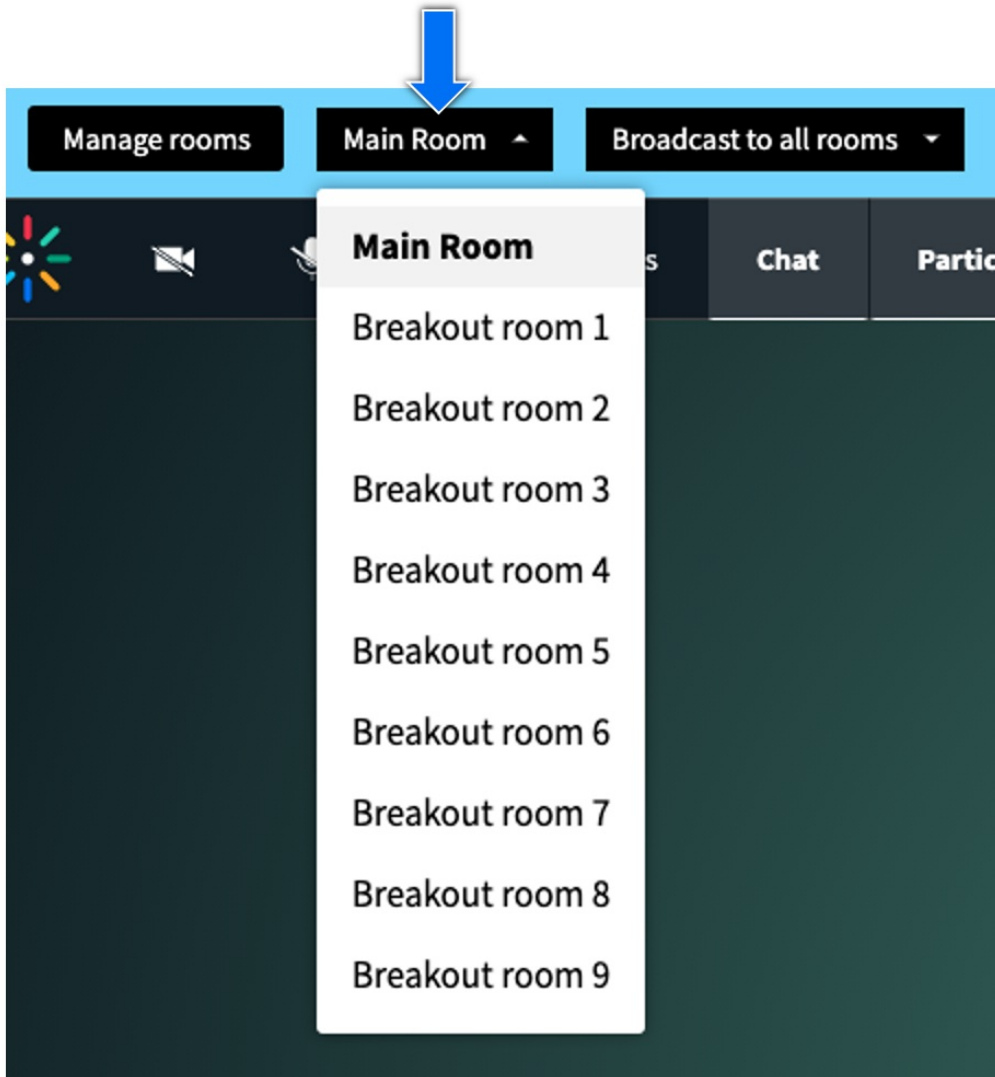 Manage rooms
Main Room
Broadcast to all rooms
Main Room
Chat
Breakout room 1
Breakout room 2
Breakout room 3
Breakout room 4
Breakout room 5
Breakout room 6
Breakout room 7
Breakout room 8
Breakout room 9